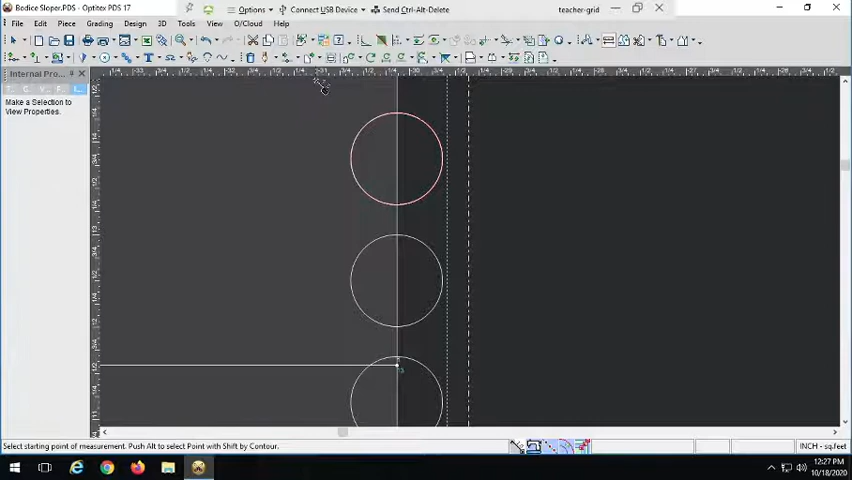 Bodice Sloper.PDS - Optitex PDS 17
Options
Connect USB Device
Send Ctrl-Alt-Delete
teacher-grid
File Edit Piece Grading Design 3D Tools View O/Cloud Help
Internal Pro...
Make a Selection to
View Properties.
Select starting point of measurement. Push Alt to select Point with Shift by Contour.
INCH - sq.feet
12:27 PM
10/18/2020